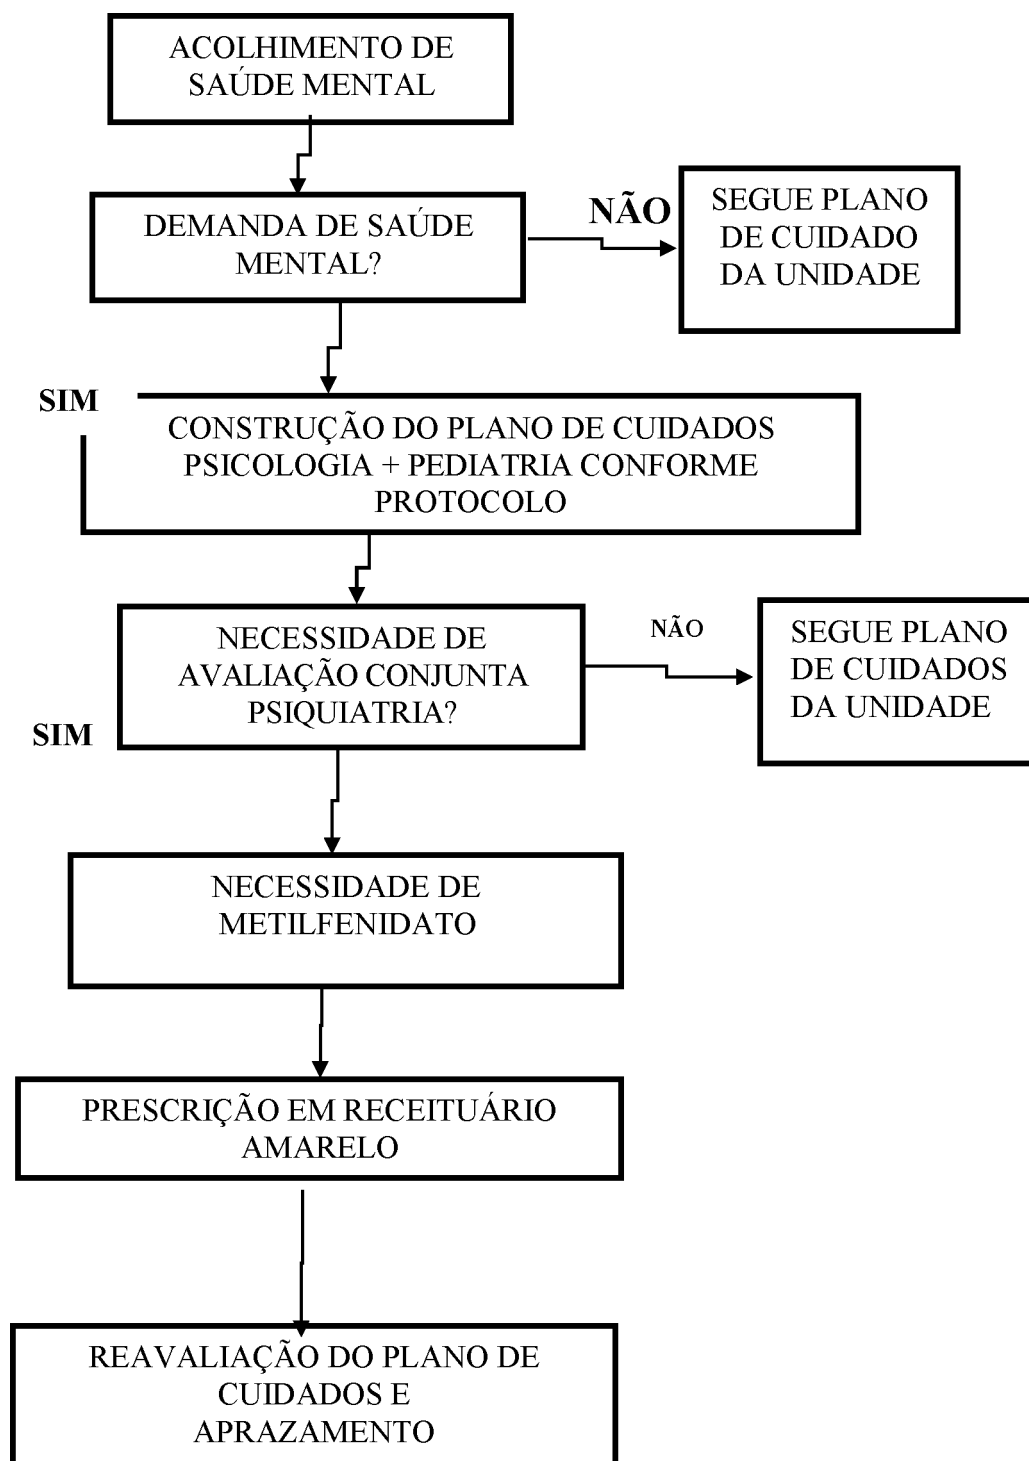 ACOLHIMENTO DE
SAÚDE MENTAL
DEMANDA DE SAÚDE
MENTAL?
NÃO
SEGUE PLANO
DE CUIDADO
DA UNIDADE
SIM
CONSTRUÇÃO DO PLANO DE CUIDADOS
PSICOLOGIA + PEDIATRIA CONFORME
PROTOCOLO
NECESSIDADE DE
AVALIAÇÃO CONJUNTA
PSIQUIATRIA?
NÃO
SEGUE PLANO
DE CUIDADOS
DA UNIDADE
SIM
NECESSIDADE DE
METILFENIDATO
PRESCRIÇÃO EM RECEITUÁRIO
AMARELO
REAVALIAÇÃO DO PLANO DE
CUIDADOS E
APRAZAMENTO